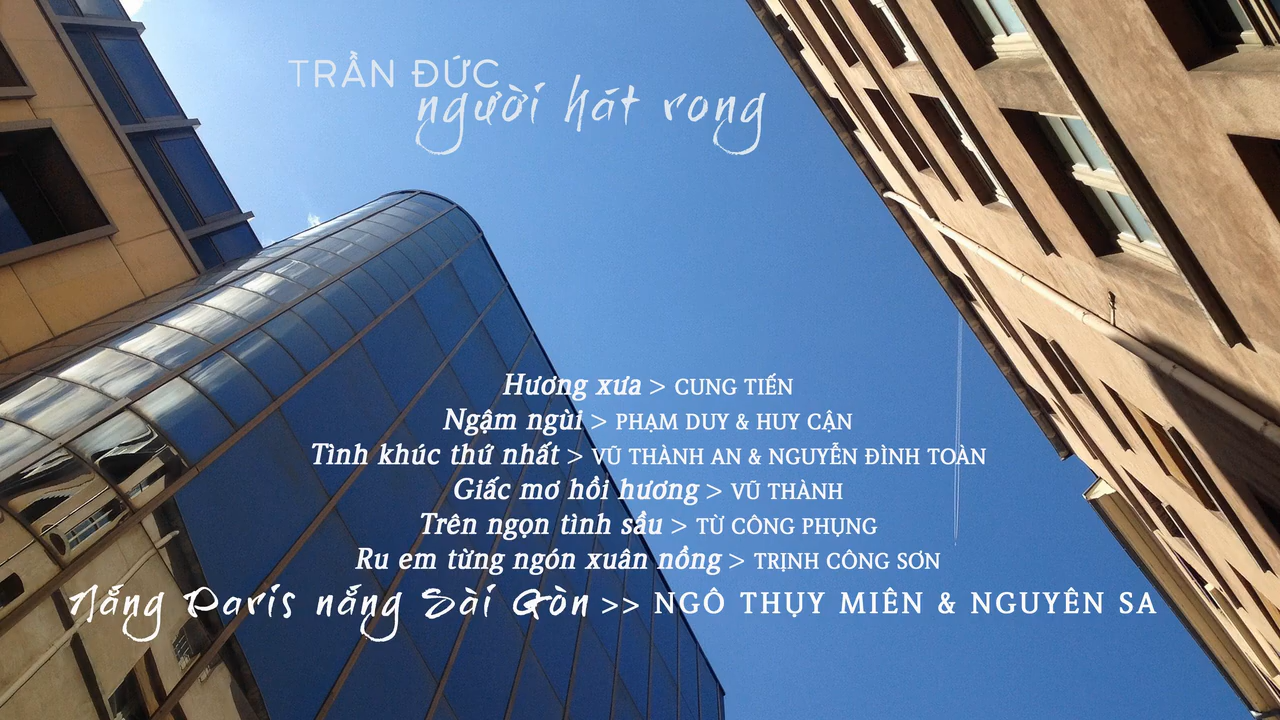 TRẦN ĐỨC
người hát rong
Hương xưa > CUNG TIẾN
Ngậm ngùi > PHẠM DUY & HUY CẬN
Tình khúc thứ nhất > VŨ THÀNH AN & NGUYỄN ĐÌNH TOÀN
Giấc mơ hồi hương > VŨ THÀNH
Trên ngọn tình sầu > TỪ CÔNG PHỤNG
Ru em từng ngón xuân nồng > TRỊNH CÔNG SƠN
Nắng Paris nắng Sài Gòn >> NGÔ THỤY MIÊN & NGUYÊN SA